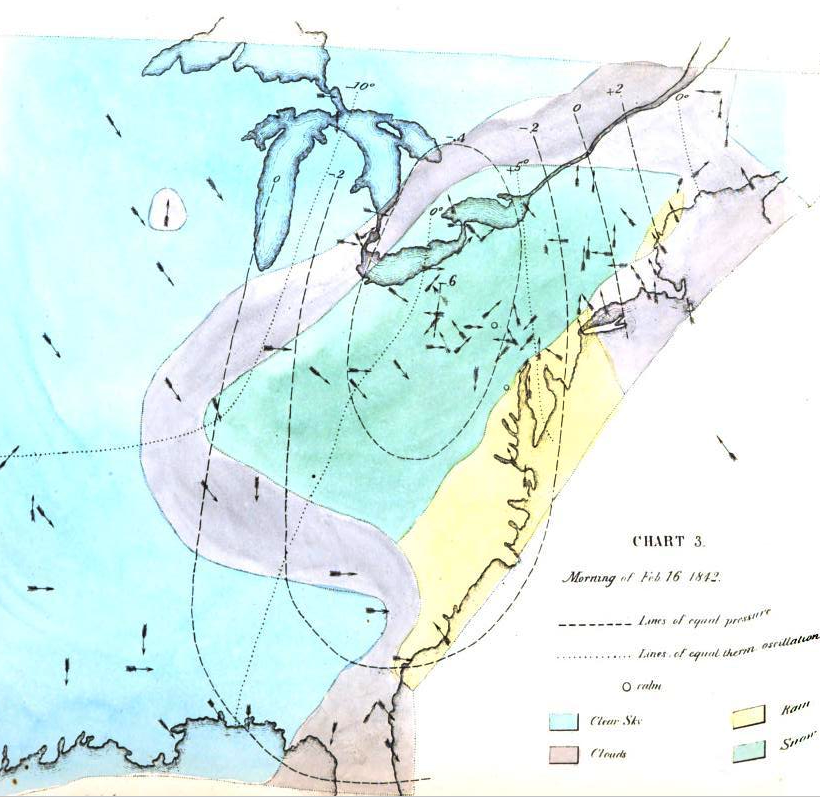 +2
0
-10°
0°
-2
-4
+5°
0
-2
0°
-6
CHART 3.
Morning of Feb 16 1842.
Lines of equal pressure
Lines of equal therm oscillation
calm
Clear Sky
Rain
Clouds
Snow